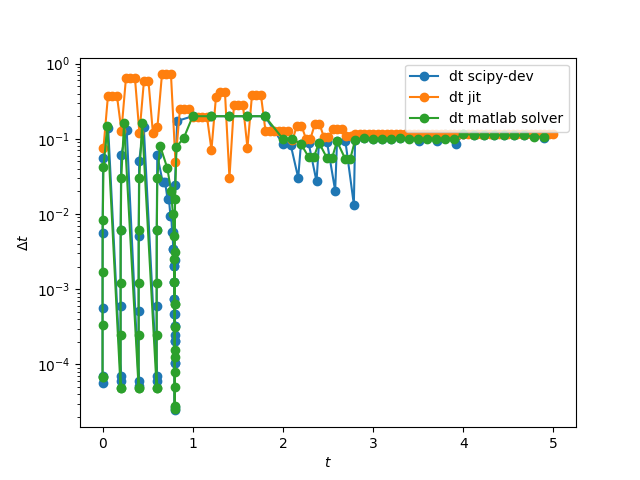 dt scipy-dev
dt jit
dt matlab solver
10⁰
10⁻¹
10⁻²
10⁻³
10⁻⁴
Δt
0 1 2 3 4 5
t